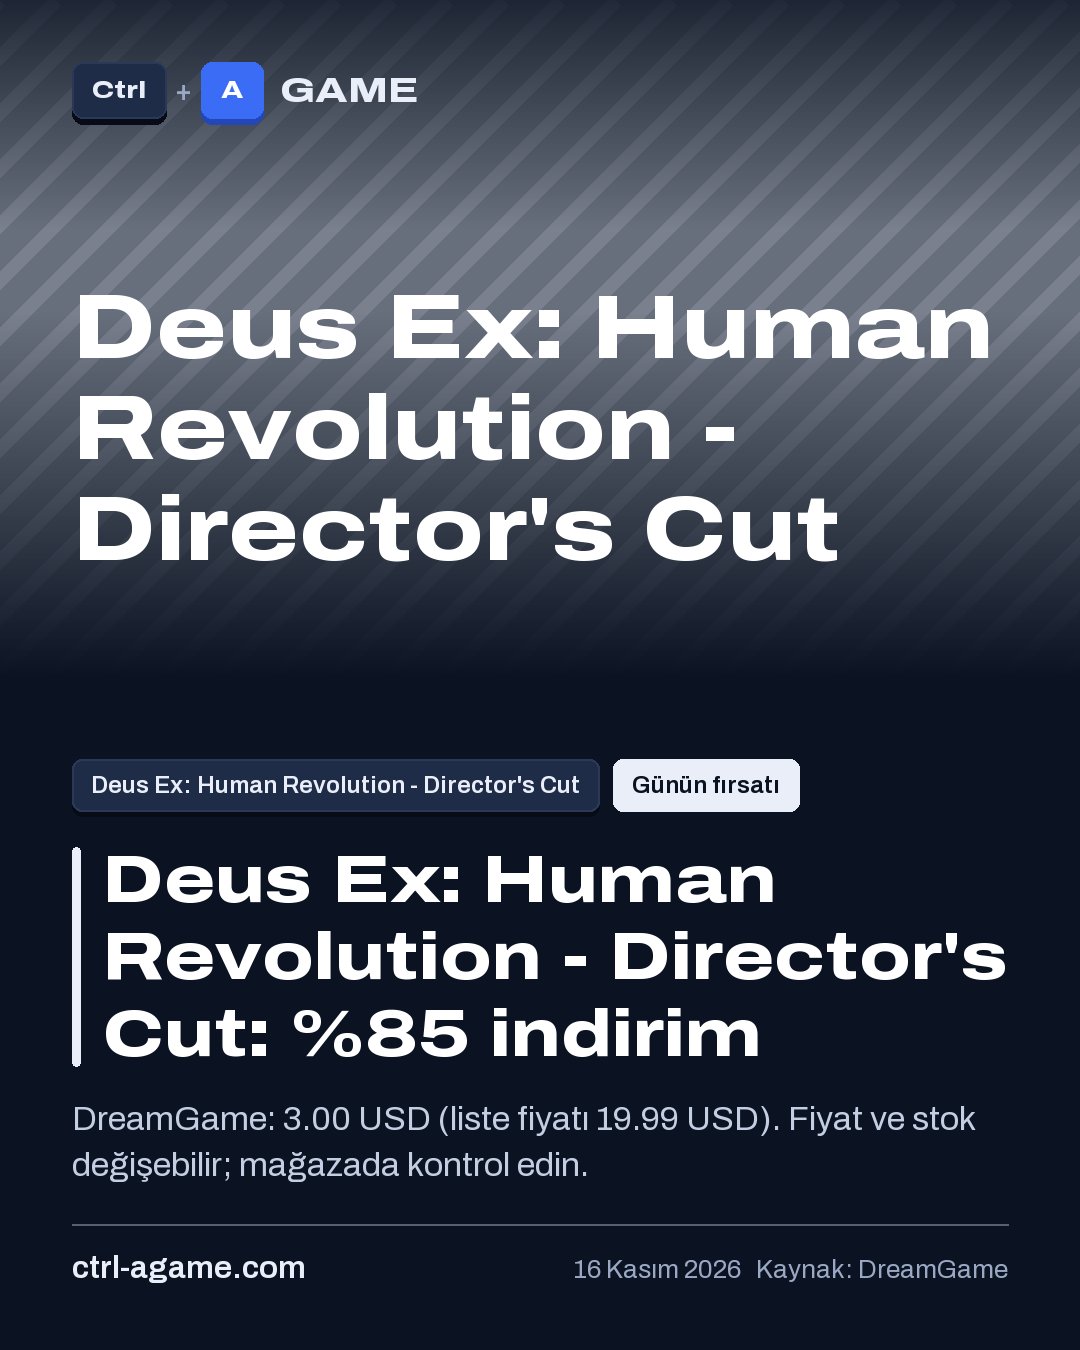 Ctrl + A GAME
Deus Ex: Human
Revolution -
Director's Cut
Deus Ex: Human Revolution - Director's Cut Günün fırsatı
Deus Ex: Human
Revolution - Director's
Cut: %85 indirim
DreamGame: 3.00 USD (liste fiyatı 19.99 USD). Fiyat ve stok
değişebilir; mağazada kontrol edin.
ctrl-agame.com 16 Kasım 2026 Kaynak: DreamGame